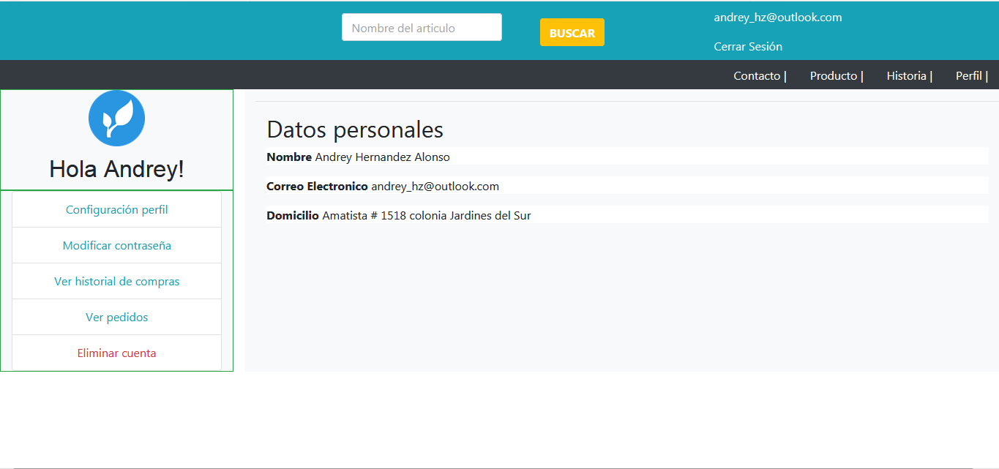 Nombre del articulo
BUSCAR
andrey_hz@outlook.com
Cerrar Sesión
Contacto | Producto | Historia | Perfil |
Hola Andrey!
Configuración perfil
Modificar contraseña
Ver historial de compras
Ver pedidos
Eliminar cuenta
Datos personales
Nombre Andrey Hernandez Alonso
Correo Electronico andrey_hz@outlook.com
Domicilio Amatista # 1518 colonia Jardines del Sur